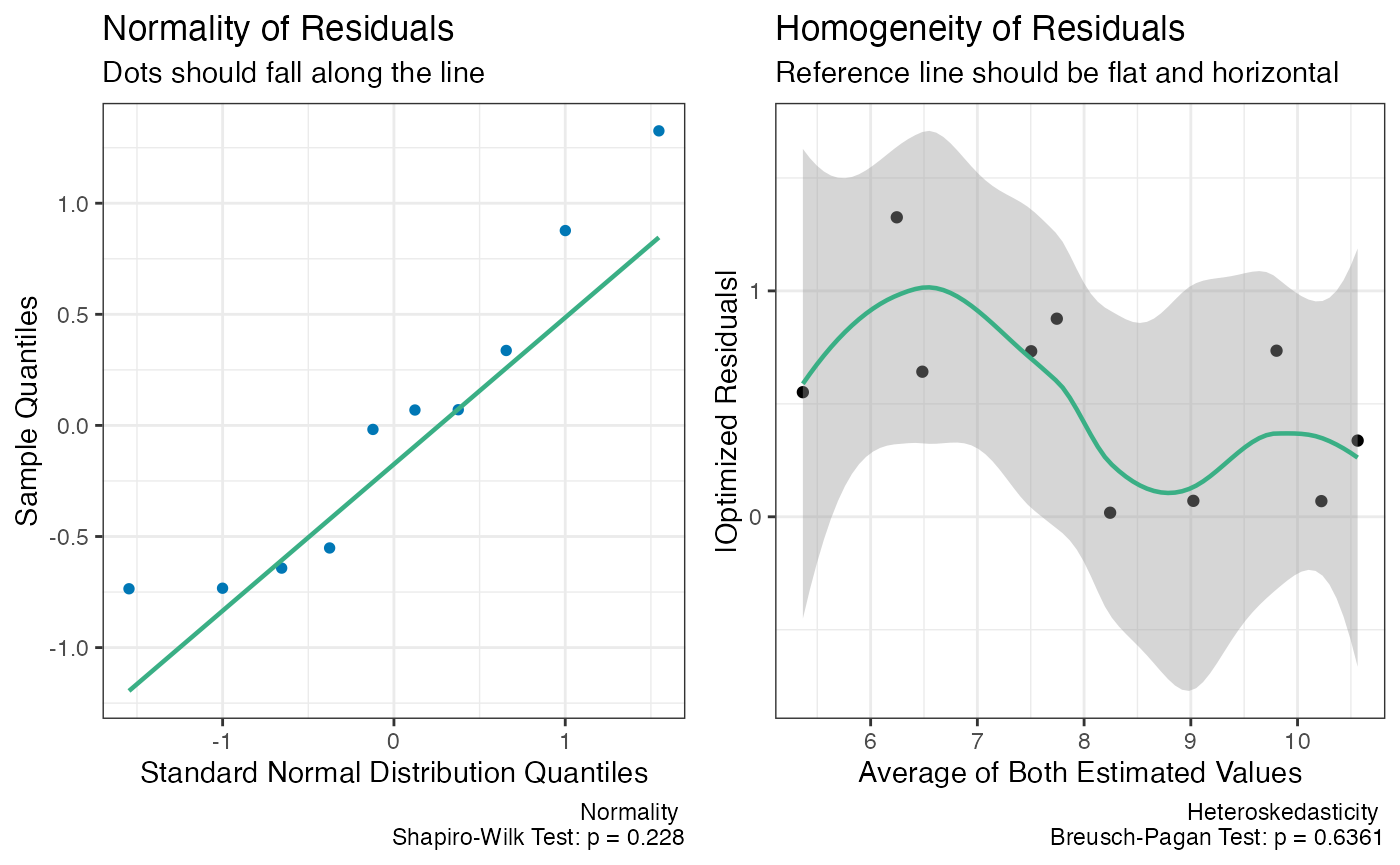 Normality of Residuals
Dots should fall along the line
Sample Quantiles
1.0
0.5
0.0
-0.5
-1.0
-1
0
1
Standard Normal Distribution Quantiles
Normality
Shapiro-Wilk Test: p = 0.228
Homogeneity of Residuals
Reference line should be flat and horizontal
|Optimized Residuals|
1
0
6
7
8
9
10
Average of Both Estimated Values
Heteroskedasticity
Breusch-Pagan Test: p = 0.6361